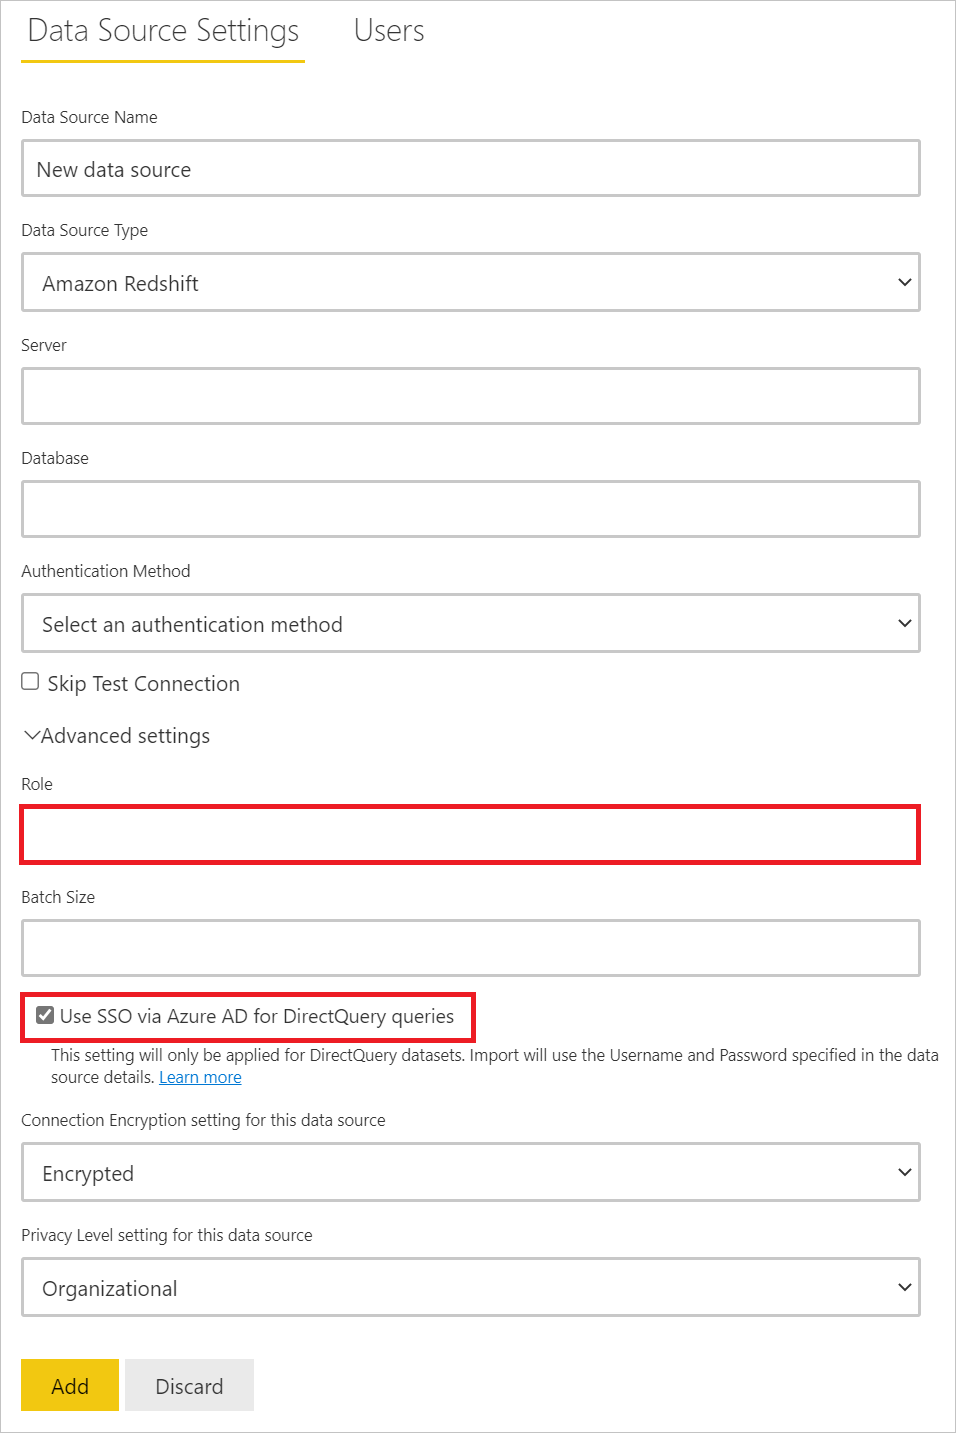 Data Source Settings Users
Data Source Name
New data source
Data Source Type
Amazon Redshift
Server
Database
Authentication Method
Select an authentication method
Skip Test Connection
Advanced settings
Role
Batch Size
Use SSO via Azure AD for DirectQuery queries
This setting will only be applied for DirectQuery datasets. Import will use the Username and Password specified in the data
source details. Learn more
Connection Encryption setting for this data source
Encrypted
Privacy Level setting for this data source
Organizational
Add Discard